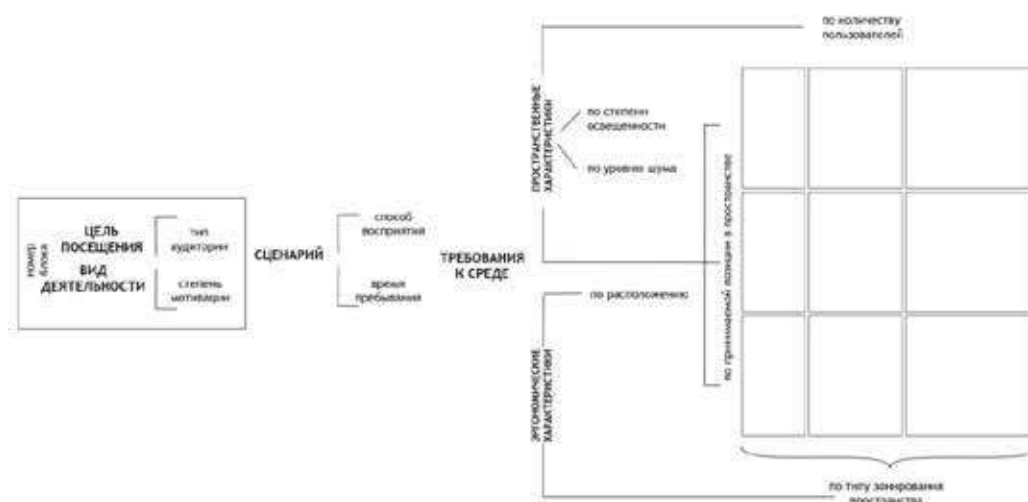 номер
блока
ЦЕЛЬ
ПОСЕЩЕНИЯ
ВИД
ДЕЯТЕЛЬНОСТИ
тип
аудитории
степень
мотивации
СЦЕНАРИЙ
способ
восприятия
время
пребывания
ТРЕБОВАНИЯ
К СРЕДЕ
ПРОСТРАНСТВЕННЫЕ
ХАРАКТЕРИСТИКИ
по количеству
пользователей
по степени
освещенности
по уровню шума
по принимаемой позиции в пространстве
ЭРГОНОМИЧЕСКИЕ
ХАРАКТЕРИСТИКИ
по расположению
по типу зонирования
пространства